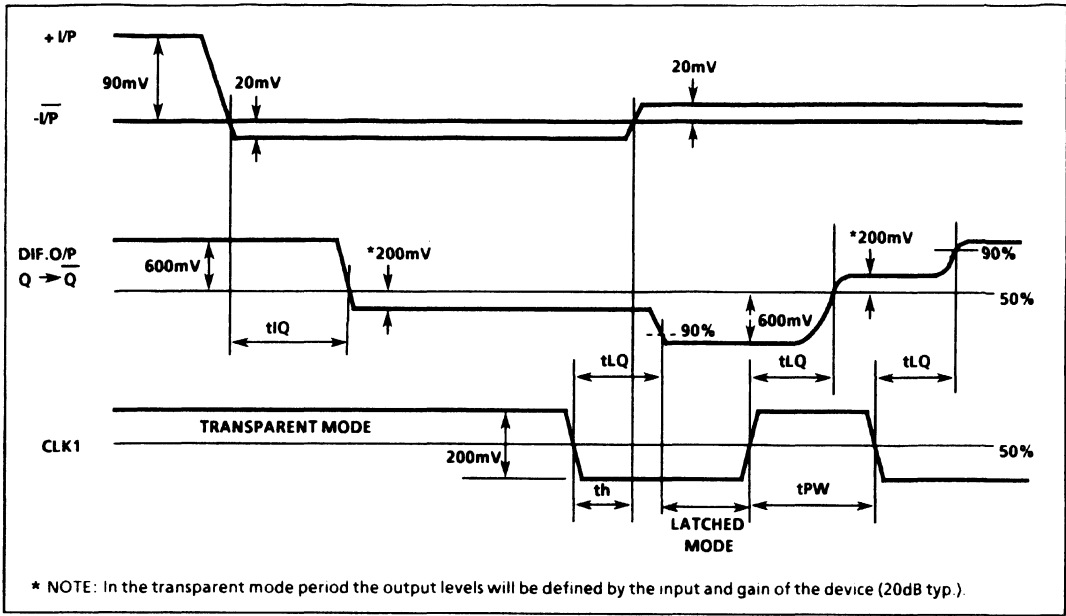 + I/P
90mV
20mV
20mV
-I/P
DIF.O/P
Q → Q
600mV
*200mV
*200mV
90%
50%
90%
600mV
tIQ
tLQ
tLQ
tLQ
CLK1
TRANSPARENT MODE
200mV
50%
th
tPW
LATCHED
MODE
* NOTE: In the transparent mode period the output levels will be defined by the input and gain of the device (20dB typ.).